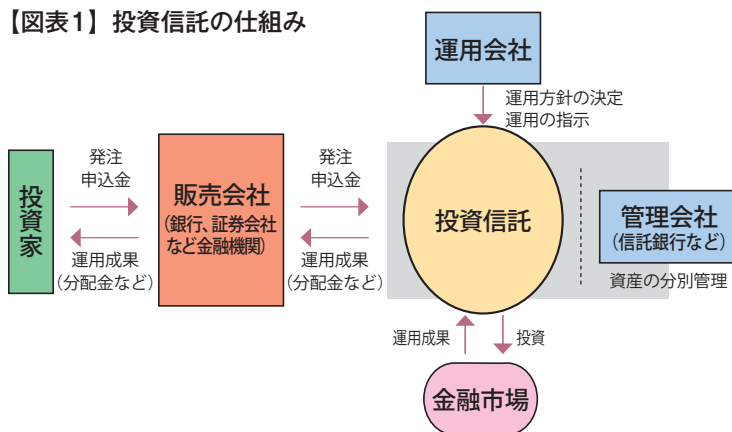 【図表1】投資信託の仕組み
運用会社
運用方針の決定
運用の指示
投資家
発注
申込金
運用成果
(分配金など)
販売会社
(銀行、証券会社
など金融機関)
発注
申込金
運用成果
(分配金など)
投資信託
管理会社
(信託銀行など)
資産の分別管理
運用成果
投資
金融市場